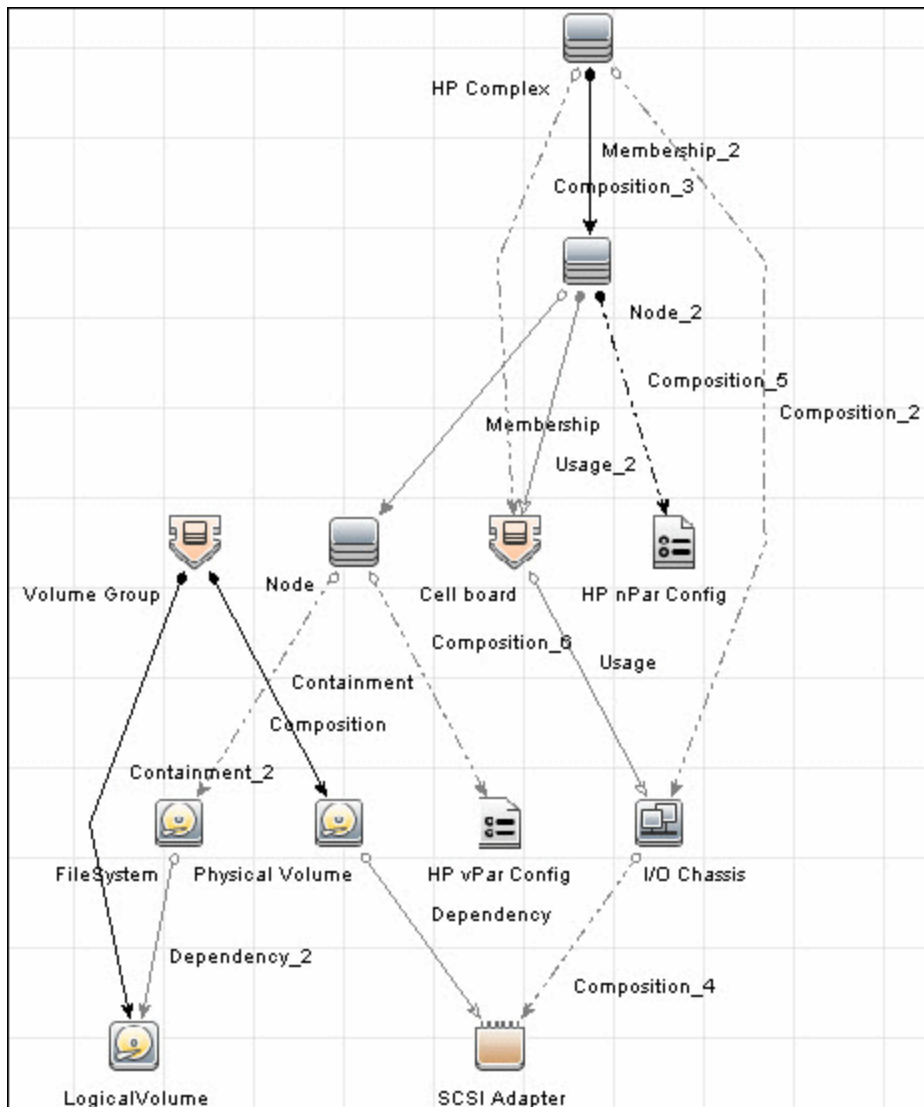 HP Complex
Membership_2
Composition_3
Node_2
Composition_5
Composition_2
Membership
Usage_2
Volume Group
Node
Cell board
HP nPar Config
Composition_6
Usage
Containment
Composition
Containment_2
FileSystem
Physical Volume
HP vPar Config
I/O Chassis
Dependency
Dependency_2
Composition_4
LogicalVolume
SCSI Adapter